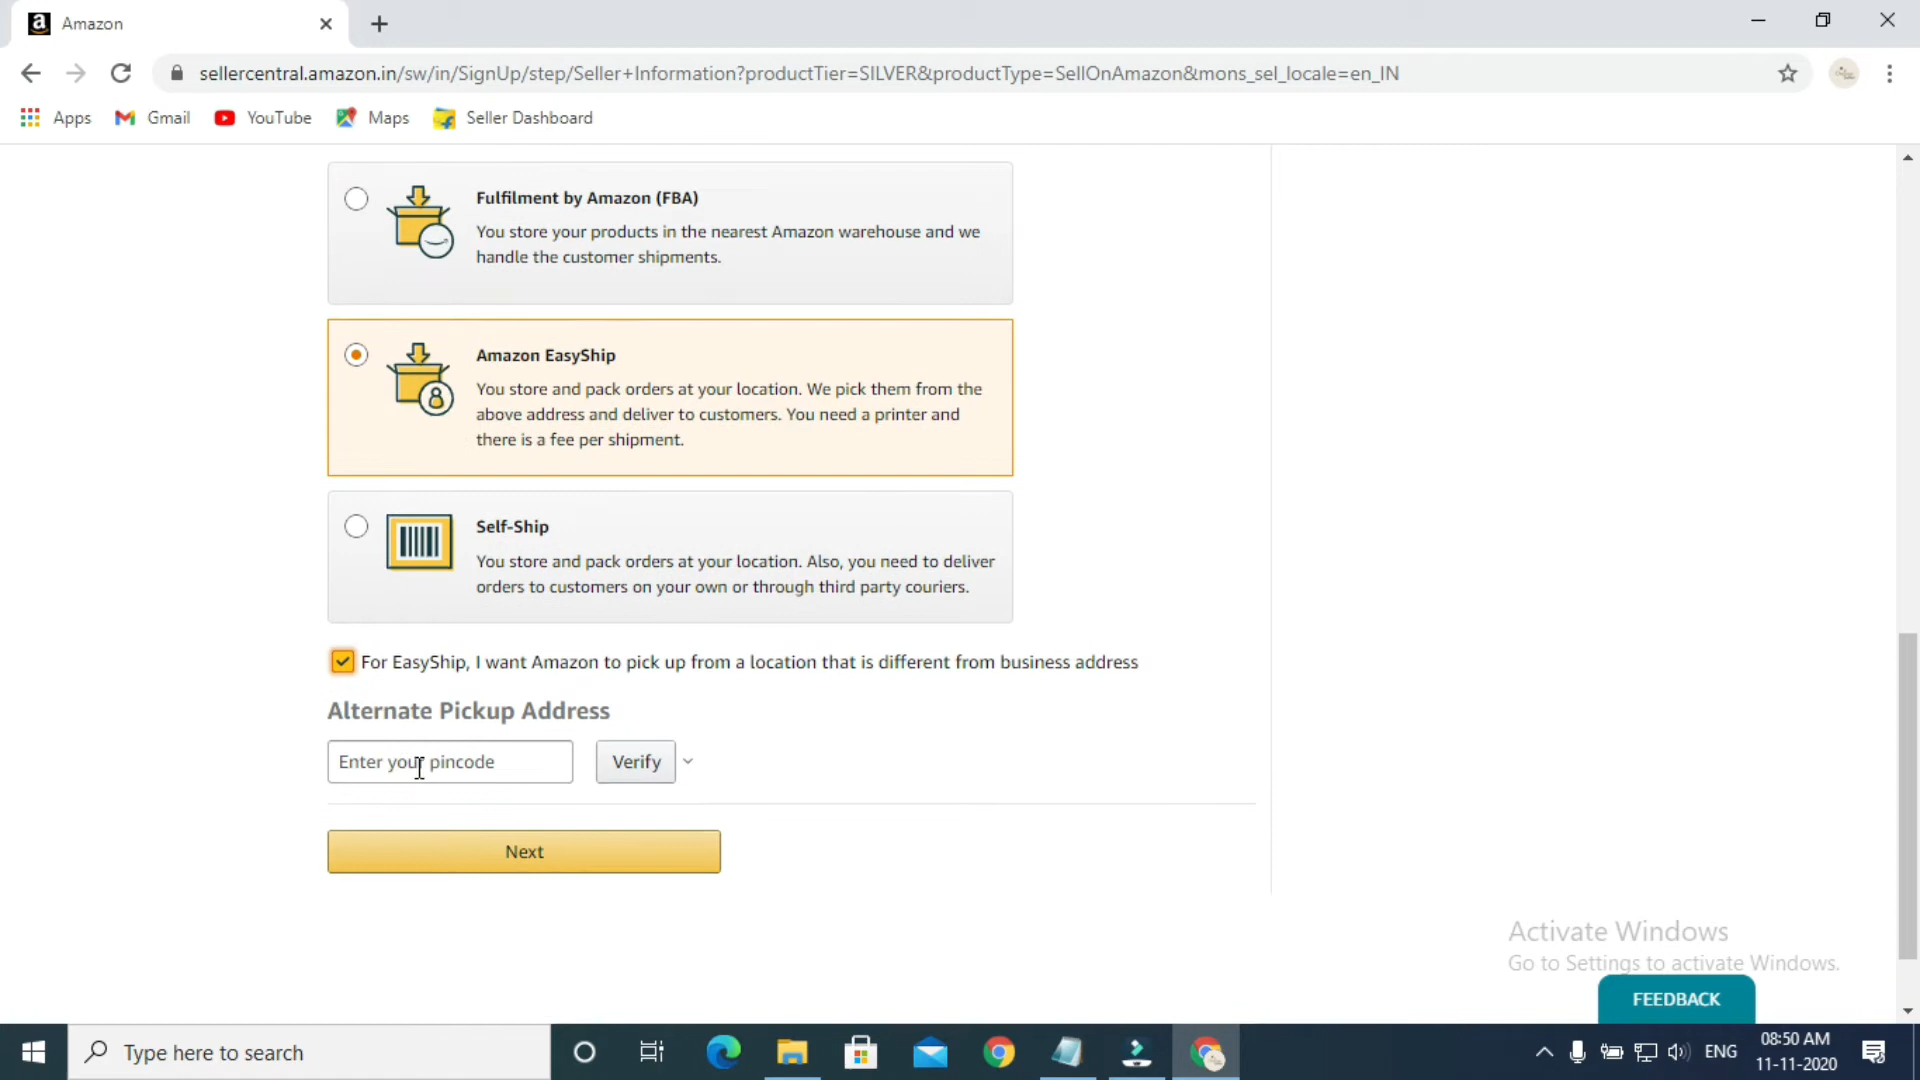 Amazon
sellercentral.amazon.in/sw/in/SignUp/step/Seller+Information?productTier=SILVER&productType=SellOnAmazon&mons_sel_locale=en_IN
Apps Gmail YouTube Maps Seller Dashboard
Fulfilment by Amazon (FBA)
You store your products in the nearest Amazon warehouse and we
handle the customer shipments.
Amazon EasyShip
You store and pack orders at your location. We pick them from the
above address and deliver to customers. You need a printer and
there is a fee per shipment.
Self-Ship
You store and pack orders at your location. Also, you need to deliver
orders to customers on your own or through third party couriers.
For EasyShip, I want Amazon to pick up from a location that is different from business address
Alternate Pickup Address
Enter your pincode Verify
Next
Activate Windows
Go to Settings to activate Windows.
FEEDBACK
Type here to search
ENG
08:50 AM
11-11-2020